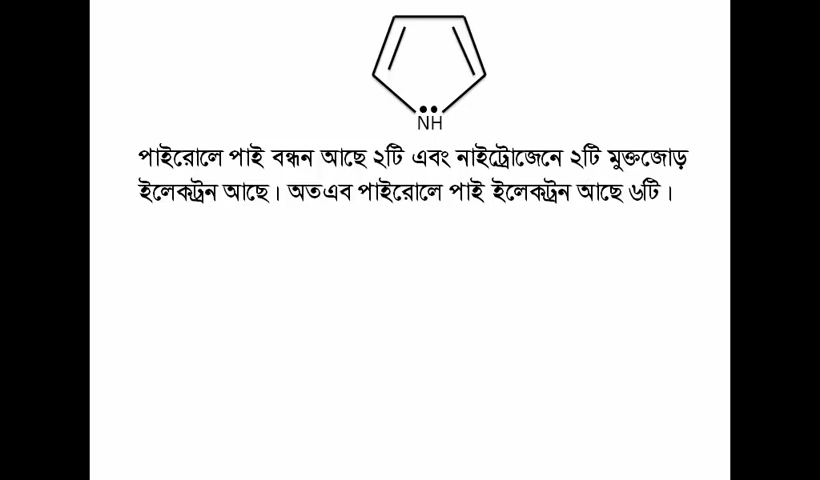 NH
পাইরোলে পাই বন্ধন আছে ২টি এবং নাইট্রোজেনে ২টি মুক্তজোড়
ইলেকট্রন আছে। অতএব পাইরোলে পাই ইলেকট্রন আছে ৬টি।